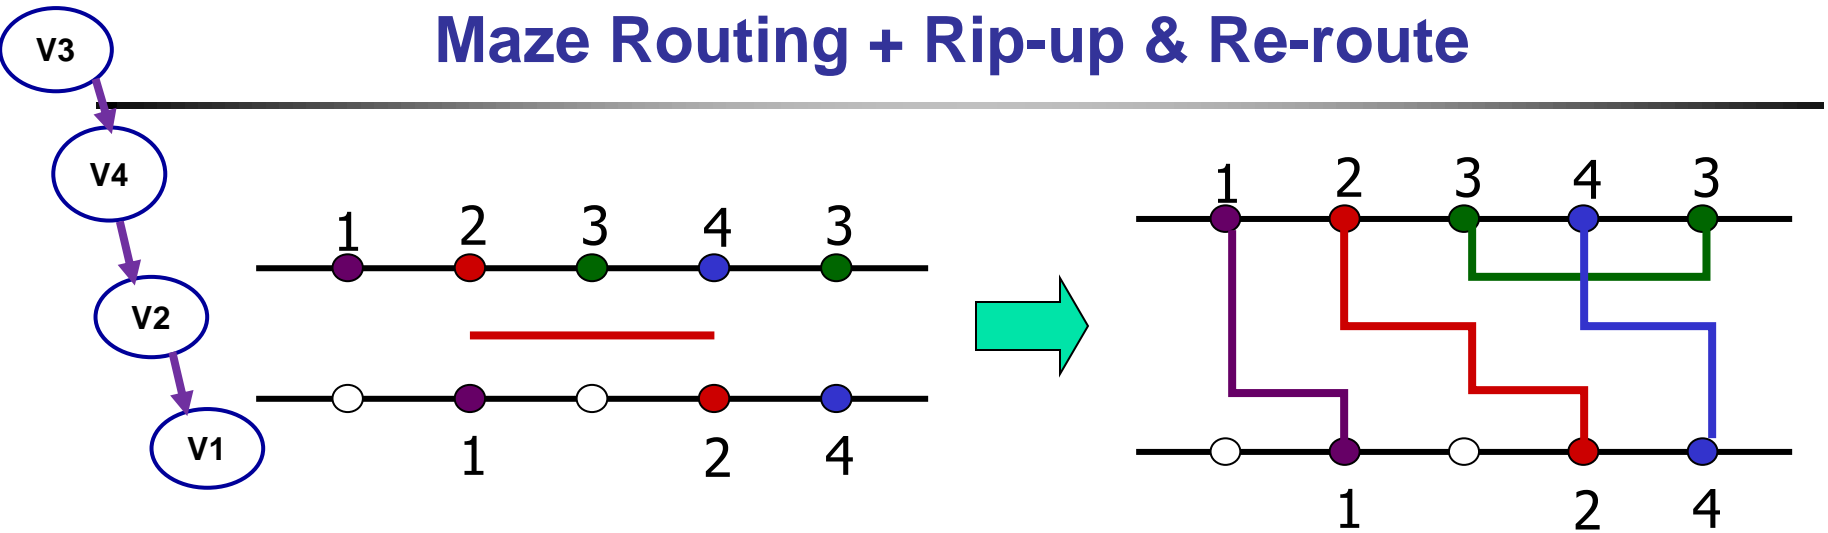 Maze Routing + Rip-up & Re-route
V3
V4
V2
V1
1 2 3 4 3
1 2 4
1 2 3 4 3
1 2 4